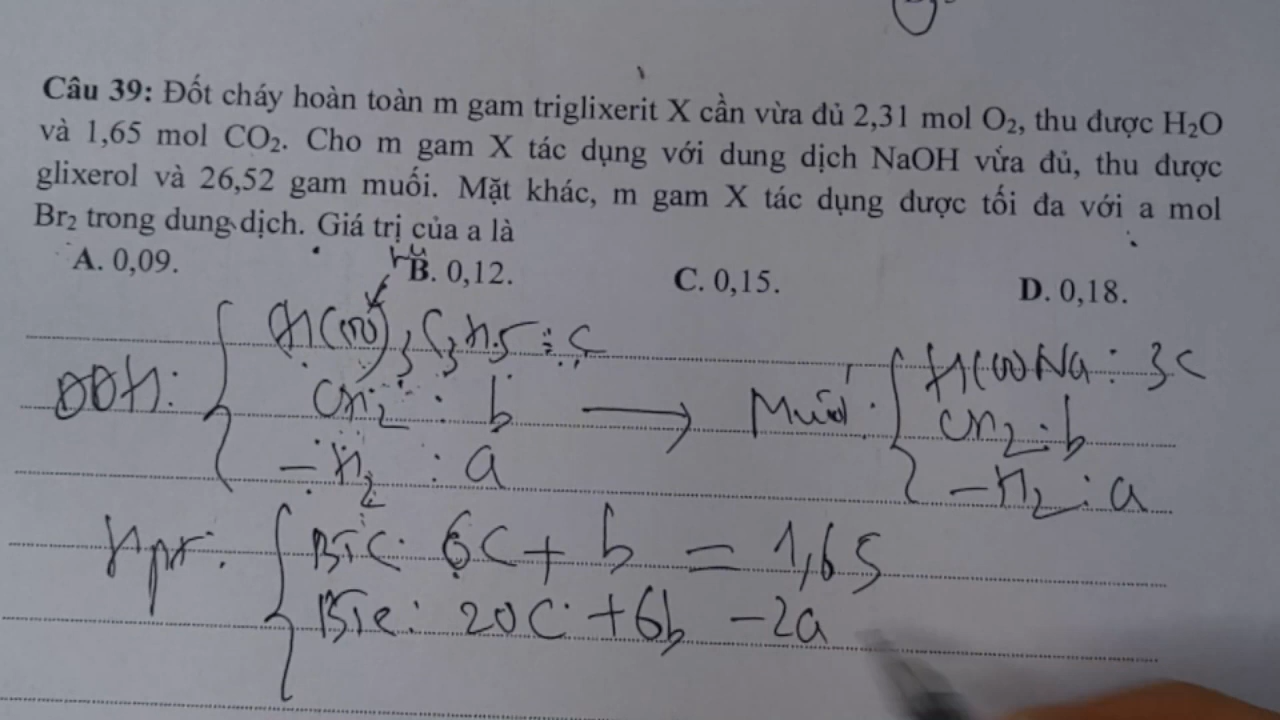 Câu 39: Đốt cháy hoàn toàn m gam triglixerit X cần vừa đủ 2,31 mol O₂, thu được H₂O
và 1,65 mol CO₂. Cho m gam X tác dụng với dung dịch NaOH vừa đủ, thu được
glixerol và 26,52 gam muối. Mặt khác, m gam X tác dụng được tối đa với a mol
Br₂ trong dung dịch. Giá trị của a là
A. 0,09. B. 0,12. C. 0,15. D. 0,18.
(HCOO)₃C₃H₅ : c
ĐĐH: CH₂ : b → Muối: HCOONa : 3c
-H₂ : a CH₂ : b
-H₂ : a
Hpt: BTC: 6c + b = 1,65
BTe: 20c + 6b - 2a